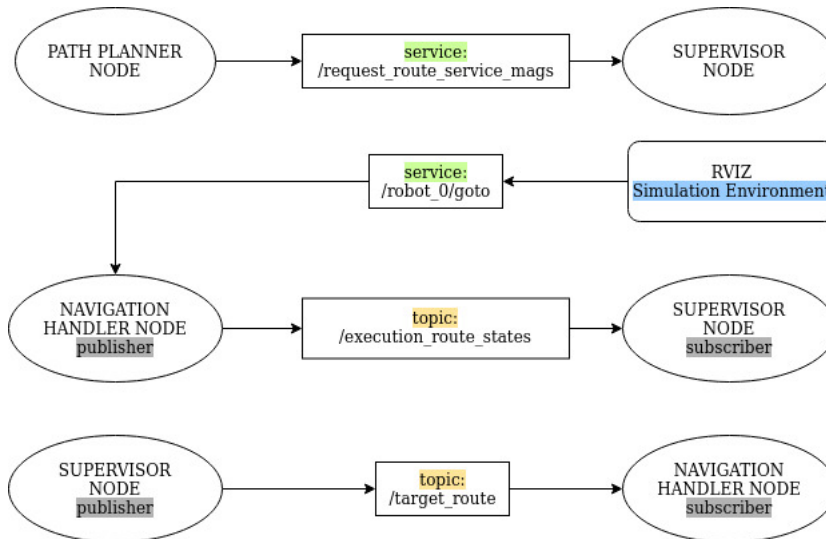 PATH PLANNER
NODE
service:
/request_route_service_mags
SUPERVISOR
NODE
service:
/robot_0/goto
RVIZ
Simulation Environment
NAVIGATION
HANDLER NODE
publisher
topic:
/execution_route_states
SUPERVISOR
NODE
subscriber
SUPERVISOR
NODE
publisher
topic:
/target_route
NAVIGATION
HANDLER NODE
subscriber